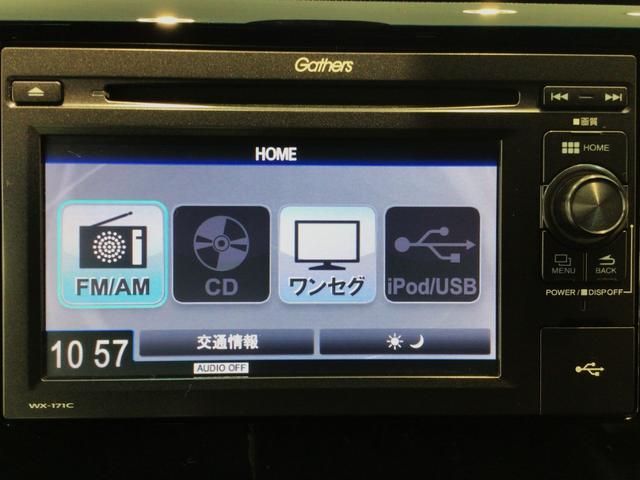 Gathers
■画質
HOME
HOME
FM/AM
CD
ワンセグ
iPod/USB
MENU
BACK
POWER/■DISP OFF
10 57
交通情報
AUDIO OFF
WX-171C